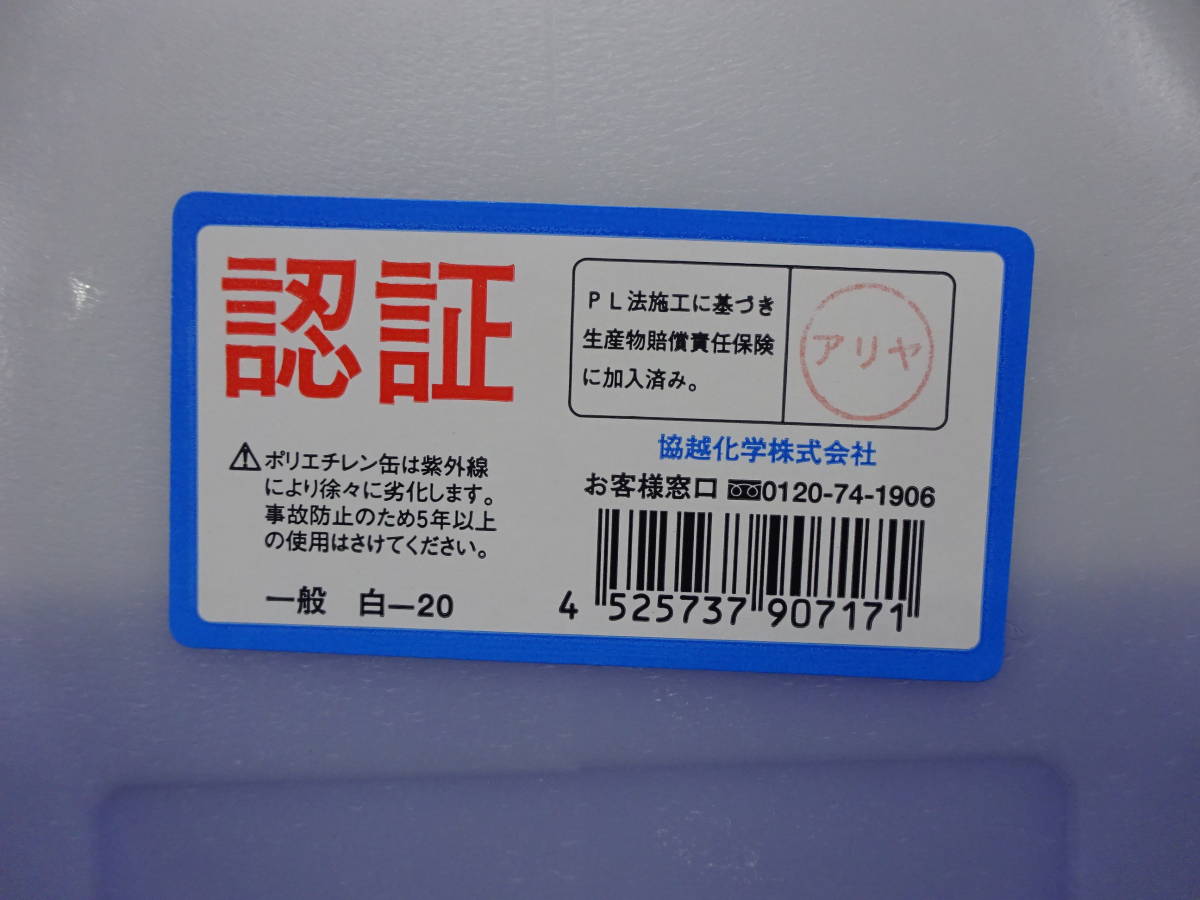 認証
PL法施工に基づき
生産物賠償責任保険
に加入済み。
アリヤ
協越化学株式会社
お客様窓口 0120-74-1906
⚠ポリエチレン缶は紫外線
により徐々に劣化します。
事故防止のため5年以上
の使用はさけてください。
一般 白—20
4 525737 907171